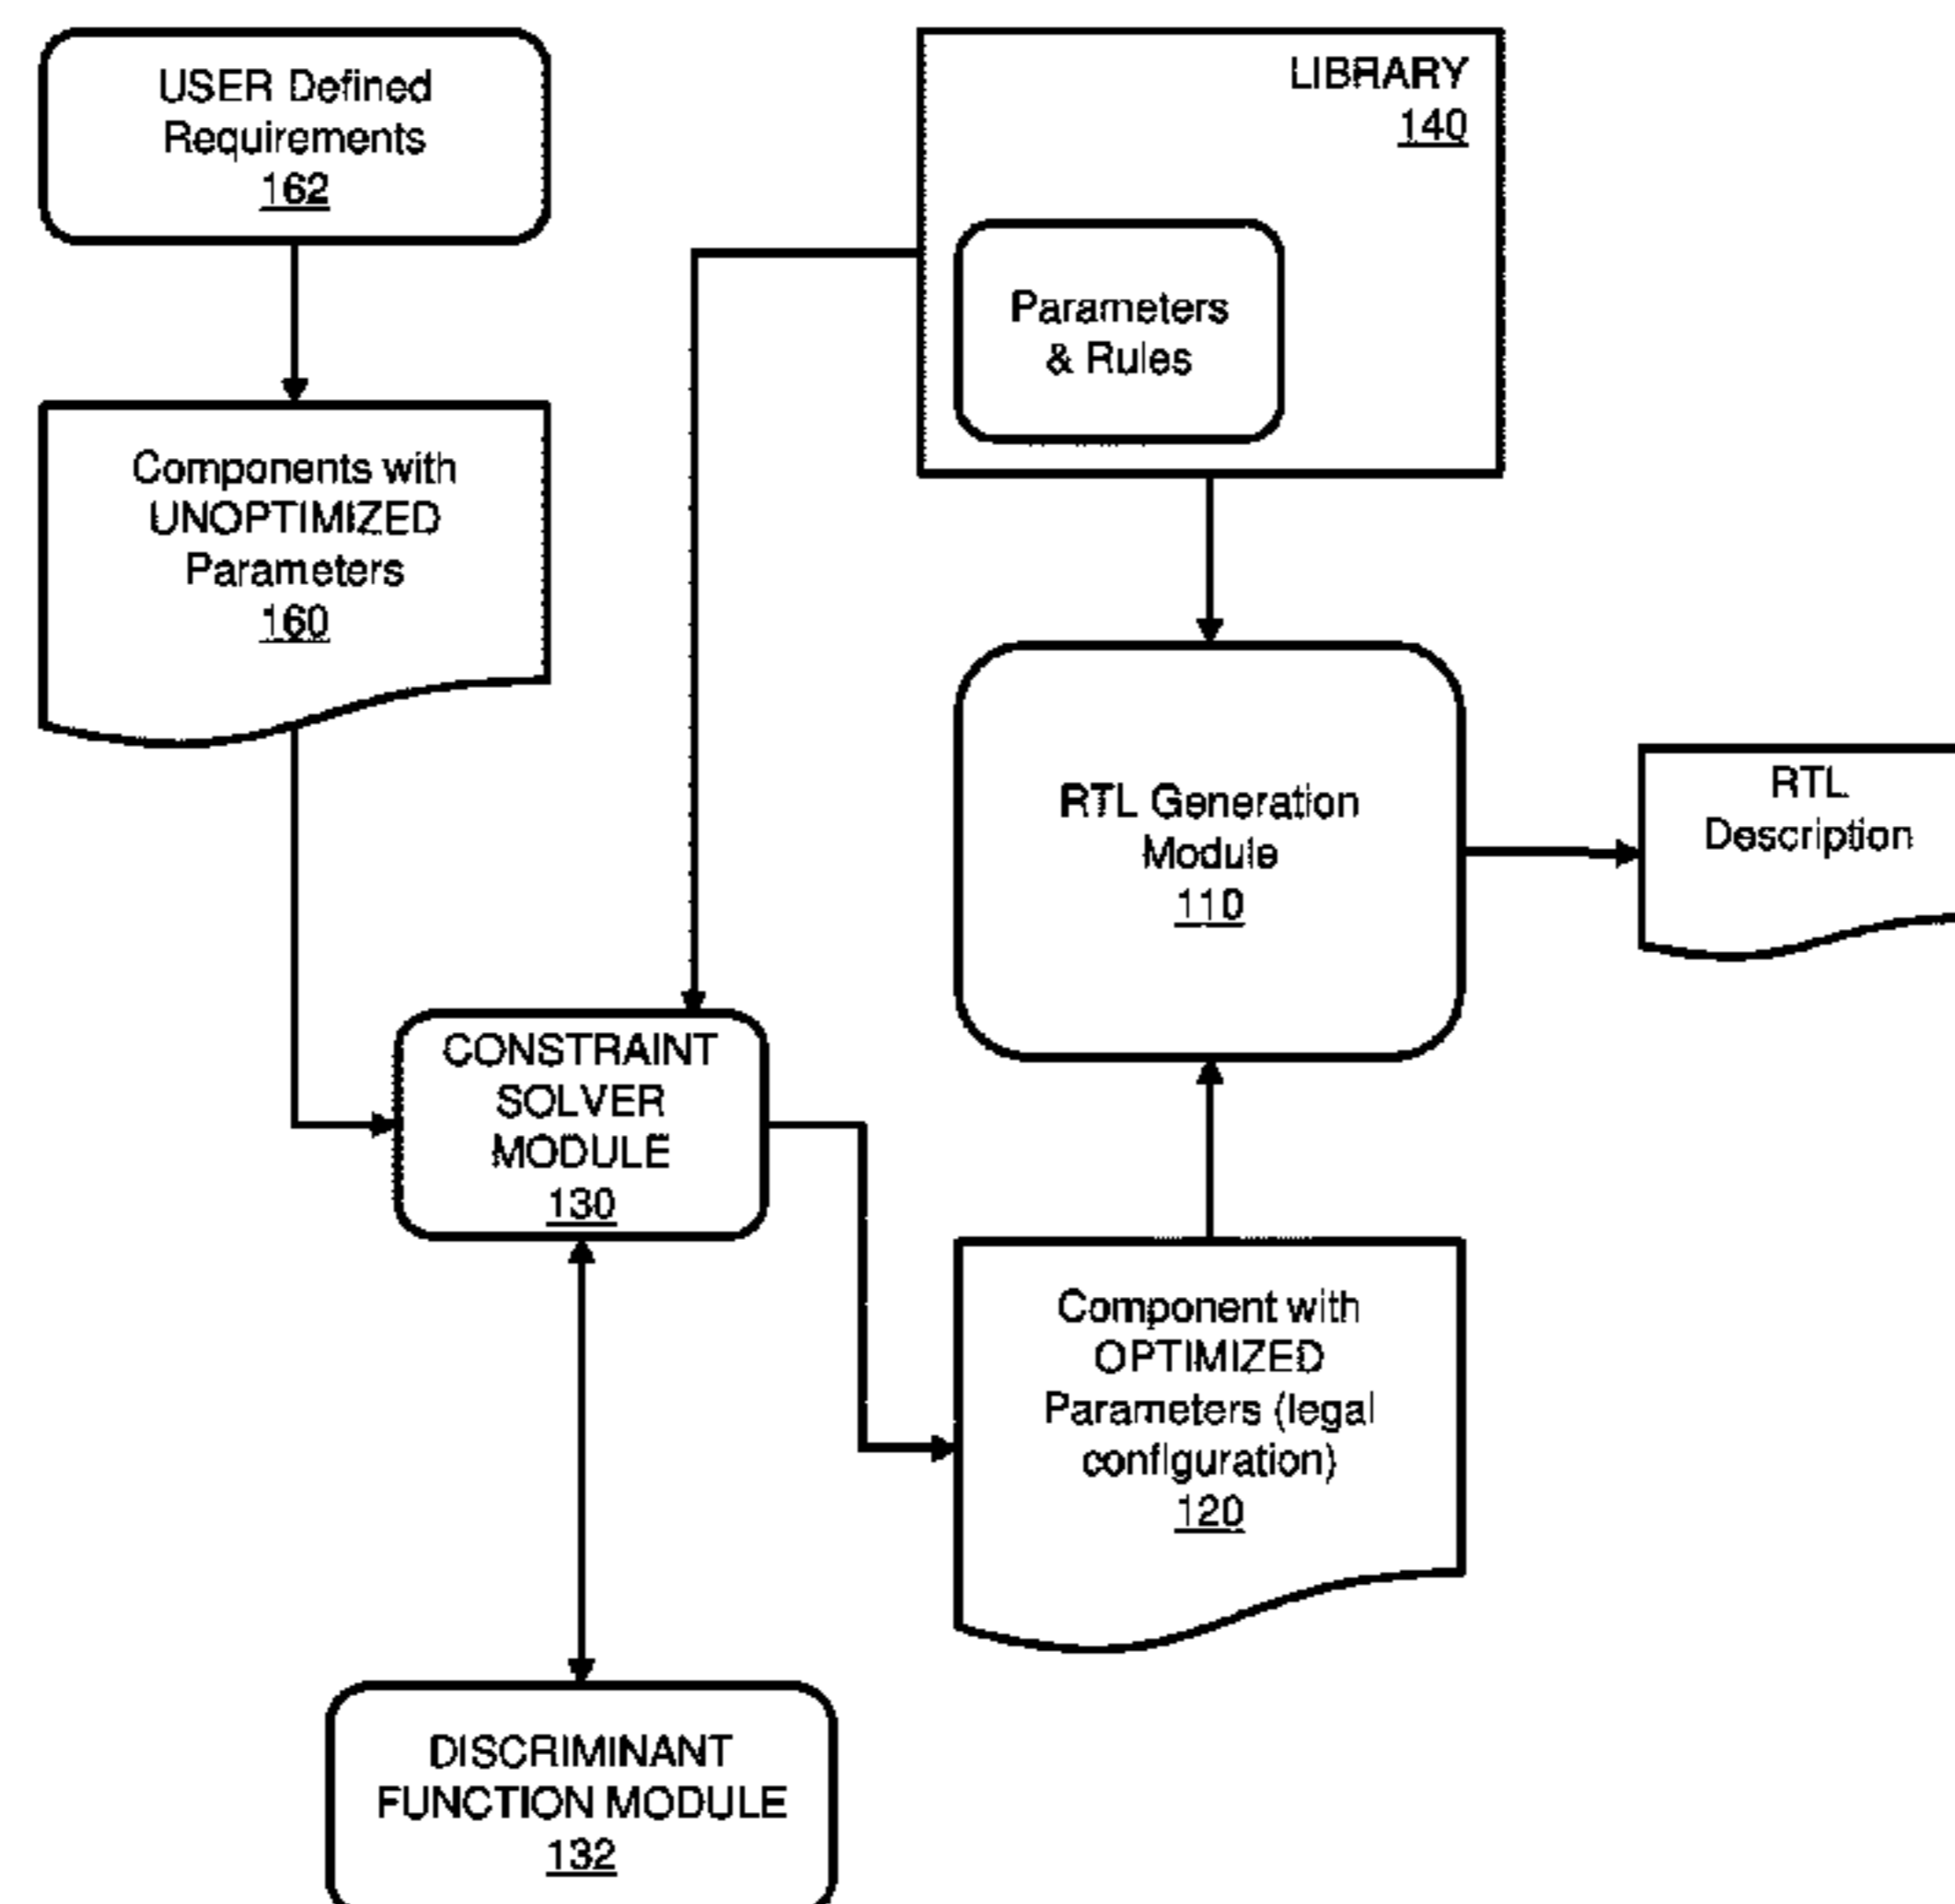 USER Defined
Requirements
162
LIBRARY
140
Parameters
& Rules
Components with
UNOPTIMIZED
Parameters
160
RTL Generation
Module
110
RTL
Description
CONSTRAINT
SOLVER
MODULE
130
Component with
OPTIMIZED
Parameters (legal
configuration)
120
DISCRIMINANT
FUNCTION MODULE
132